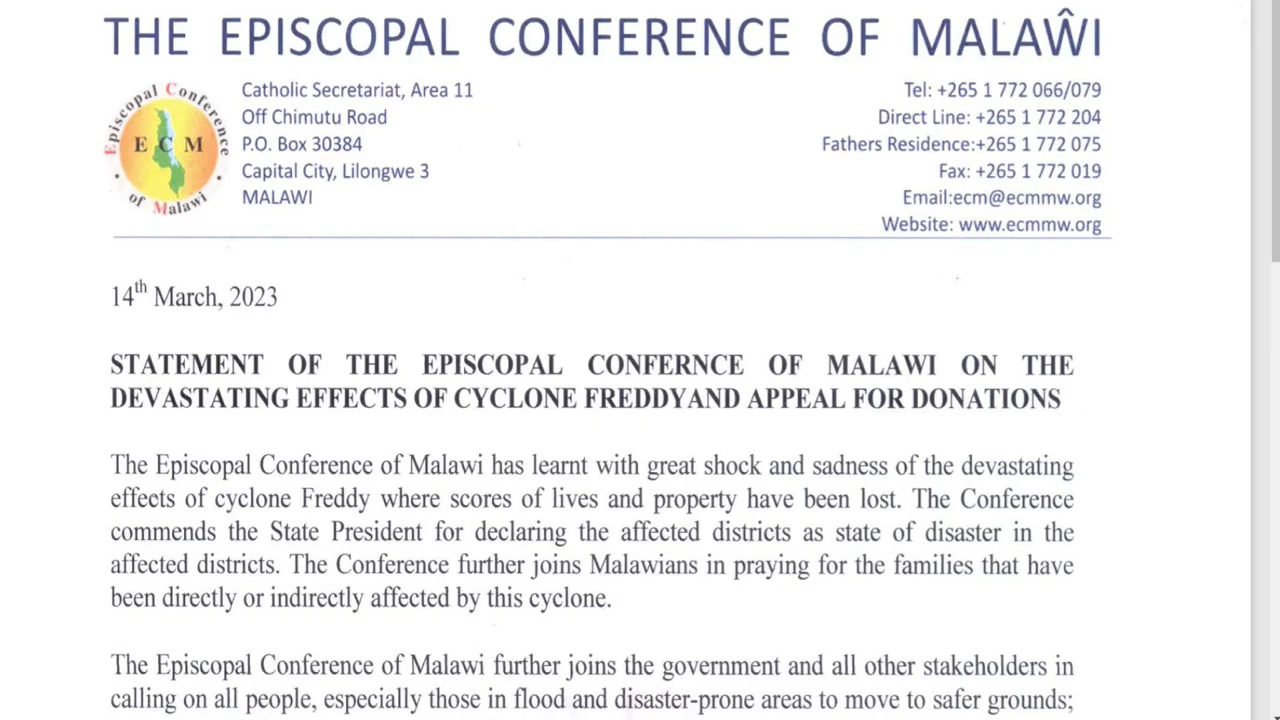 THE EPISCOPAL CONFERENCE OF MALAŴI
Episcopal Conference
E C M
of Malawi
Catholic Secretariat, Area 11
Off Chimutu Road
P.O. Box 30384
Capital City, Lilongwe 3
MALAWI
Tel: +265 1 772 066/079
Direct Line: +265 1 772 204
Fathers Residence:+265 1 772 075
Fax: +265 1 772 019
Email:ecm@ecmmw.org
Website: www.ecmmw.org
14th March, 2023
STATEMENT OF THE EPISCOPAL CONFERNCE OF MALAWI ON THE
DEVASTATING EFFECTS OF CYCLONE FREDDYAND APPEAL FOR DONATIONS
The Episcopal Conference of Malawi has learnt with great shock and sadness of the devastating
effects of cyclone Freddy where scores of lives and property have been lost. The Conference
commends the State President for declaring the affected districts as state of disaster in the
affected districts. The Conference further joins Malawians in praying for the families that have
been directly or indirectly affected by this cyclone.
The Episcopal Conference of Malawi further joins the government and all other stakeholders in
calling on all people, especially those in flood and disaster-prone areas to move to safer grounds;